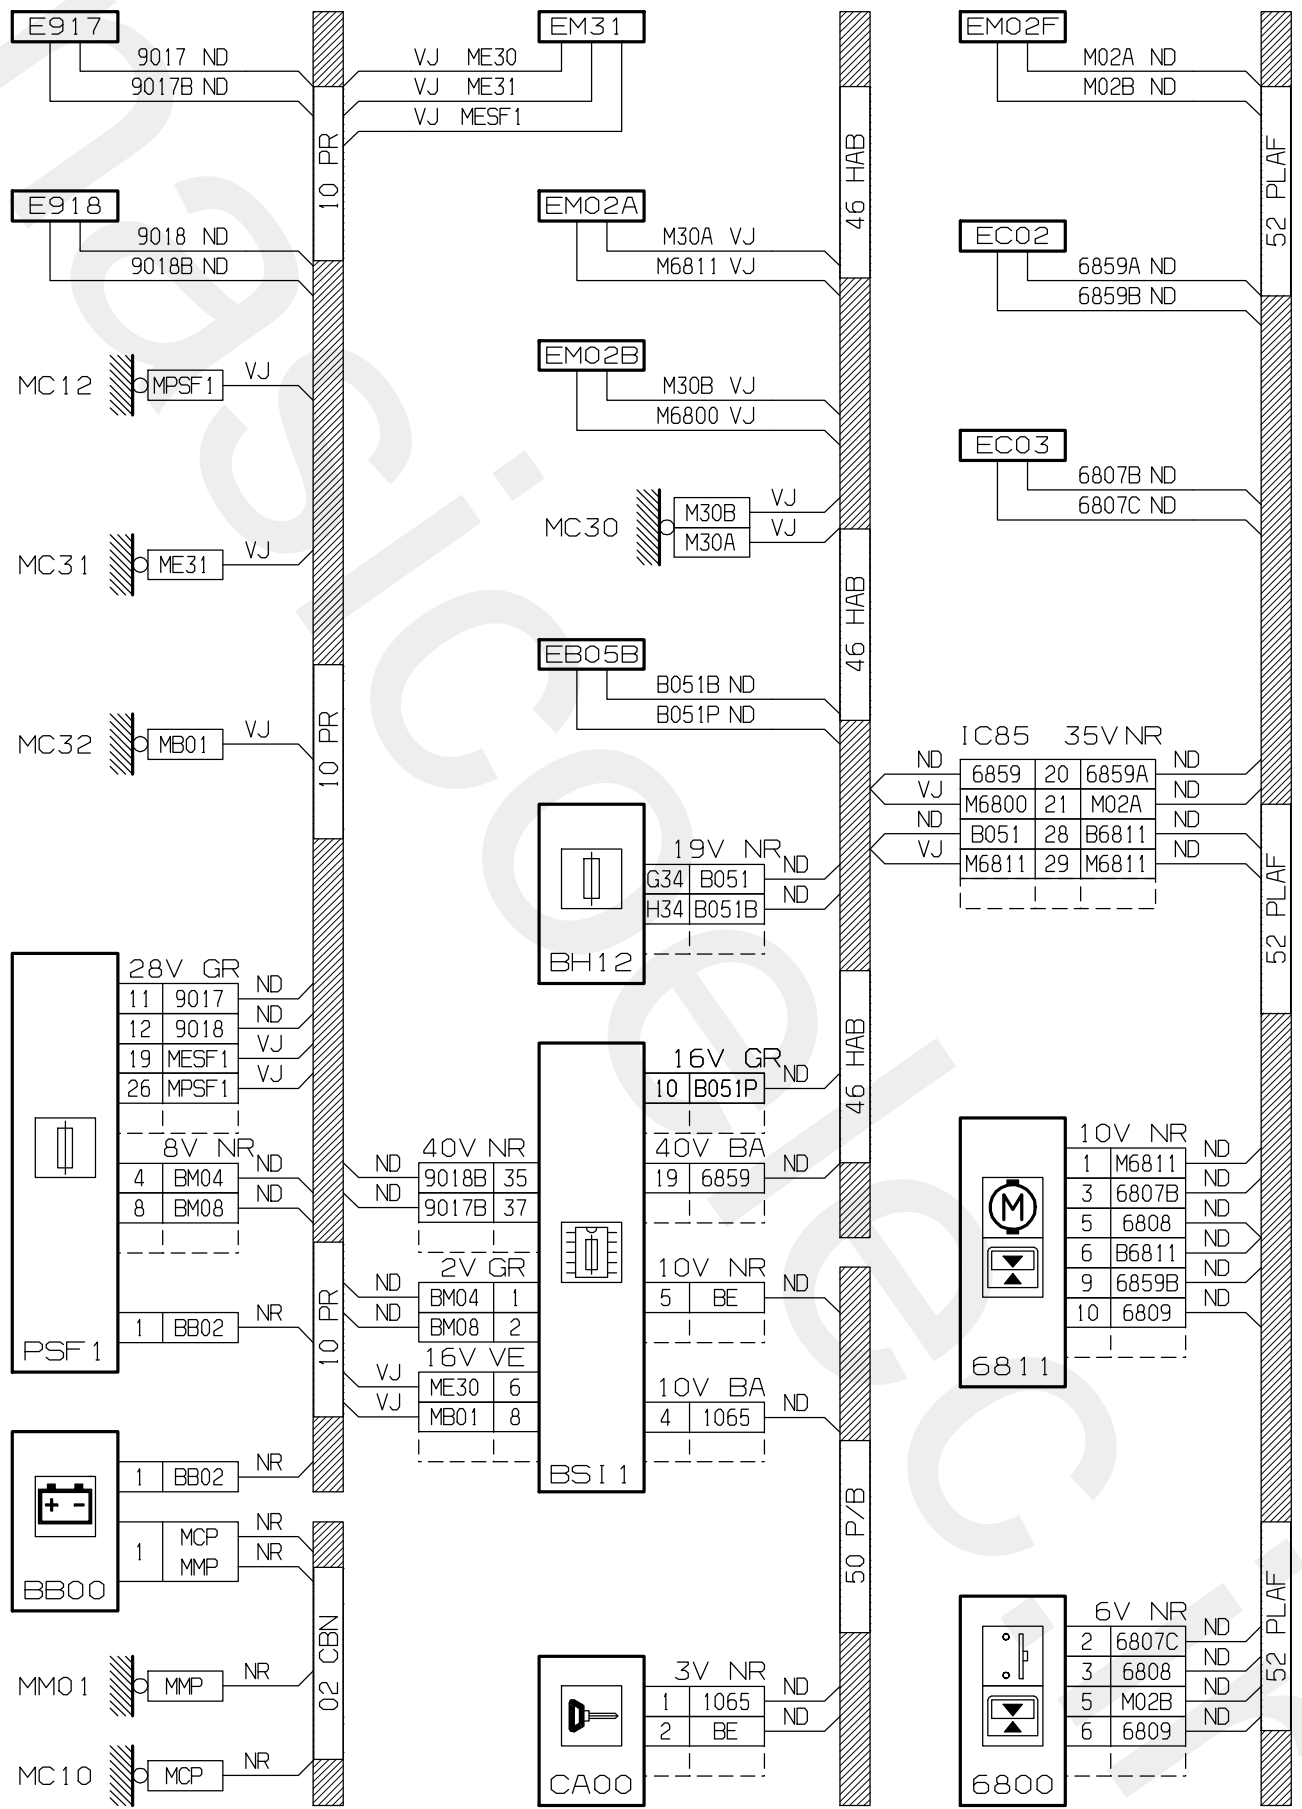 E917
9017 ND
9017B ND
E918
9018 ND
9018B ND
MC12 MPSF1 VJ
MC31 ME31 VJ
MC32 MB01 VJ
28V GR
11 9017 ND
12 9018 ND
19 MESF1 VJ
26 MPSF1 VJ
8V NR
4 BM04 ND
8 BM08 ND
1 BB02 NR
PSF1
1 BB02 NR
1 MCP NR
MMP NR
BB00
MM01 MMP NR
MC10 MCP NR
10 PR
10 PR
10 PR
02 CBN
EM31
VJ ME30
VJ ME31
VJ MESF1
EM02A
M30A VJ
M6811 VJ
EM02B
M30B VJ
M6800 VJ
MC30 M30B VJ
M30A VJ
EB05B
B051B ND
B051P ND
19V NR
G34 B051 ND
H34 B051B ND
BH12
16V GR
10 B051P ND
40V NR
ND 9018B 35
ND 9017B 37
40V BA
19 6859 ND
2V GR
ND BM04 1
ND BM08 2
10V NR
5 BE ND
16V VE
VJ ME30 6
VJ MB01 8
10V BA
4 1065 ND
BSI1
3V NR
1 1065 ND
2 BE ND
CA00
46 HAB
46 HAB
46 HAB
50 P/B
EM02F
M02A ND
M02B ND
EC02
6859A ND
6859B ND
EC03
6807B ND
6807C ND
IC85 35V NR
ND 6859 20 6859A ND
VJ M6800 21 M02A ND
ND B051 28 B6811 ND
VJ M6811 29 M6811 ND
10V NR
1 M6811 ND
3 6807B ND
5 6808 ND
6 B6811 ND
9 6859B ND
10 6809 ND
M
6811
6V NR
2 6807C ND
3 6808 ND
5 M02B ND
6 6809 ND
6800
52 PLAF
52 PLAF
52 PLAF